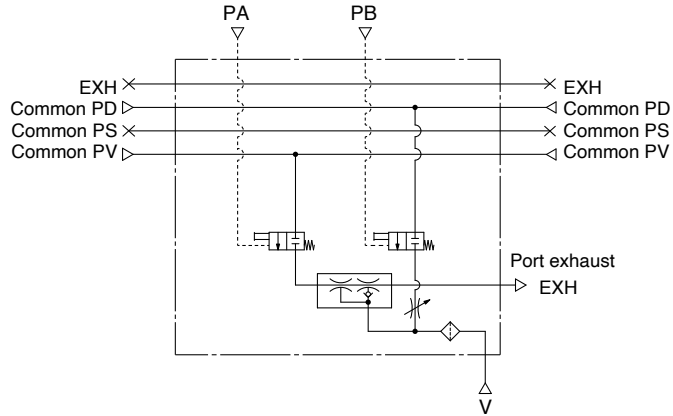 PA PB
EXH EXH
Common PD Common PD
Common PS Common PS
Common PV Common PV
Port exhaust
EXH
V